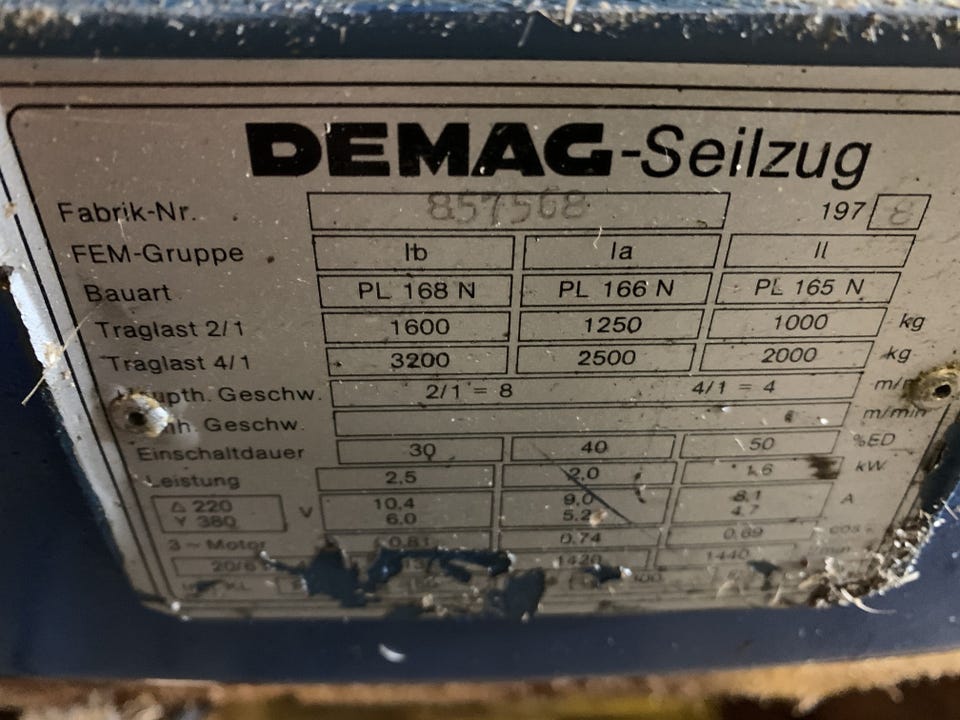 DEMAG-Seilzug
Fabrik-Nr. 857568 197 8
FEM-Gruppe Ib Ia II
Bauart PL 168 N PL 166 N PL 165 N
Traglast 2/1 1600 1250 1000 kg
Traglast 4/1 3200 2500 2000 kg
Haupth. Geschw. 2/1 = 8 4/1 = 4
Geschw. m/min
Einschaltdauer 30 40 50 %ED
Leistung 2,5 2,0 1,6 kW
Δ 220 V 10,4 9,0 8,1 A
Y 380 6,0 5,2 4,7
3 ~ Motor 0,81 0,74 0,69 cos
1420 1440